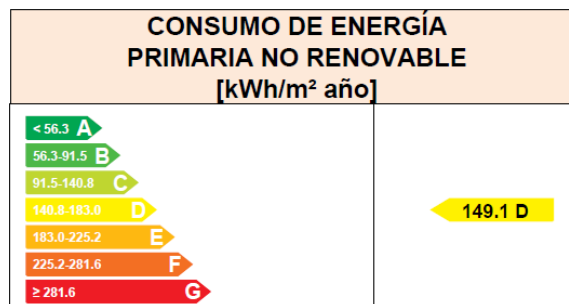 CONSUMO DE ENERGÍA
PRIMARIA NO RENOVABLE
[kWh/m² año]
< 56.3 A
56.3-91.5 B
91.5-140.8 C
140.8-183.0 D
149.1 D
183.0-225.2 E
225.2-281.6 F
≥ 281.6 G